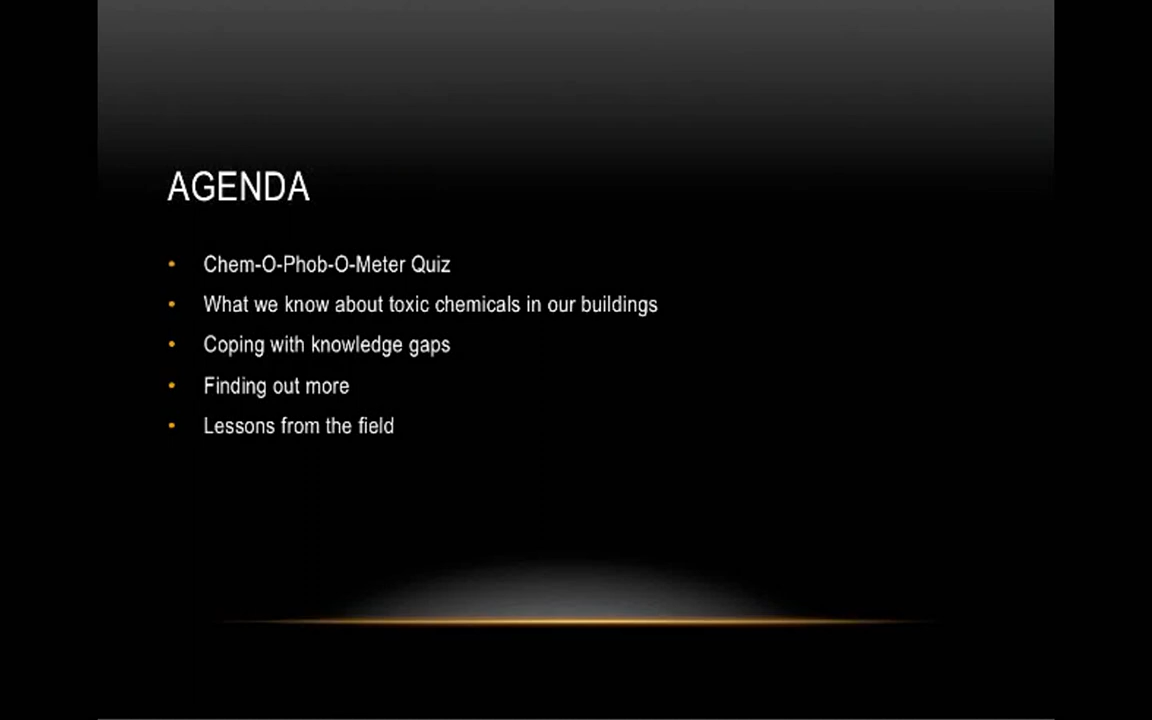 AGENDA
• Chem-O-Phob-O-Meter Quiz
• What we know about toxic chemicals in our buildings
• Coping with knowledge gaps
• Finding out more
• Lessons from the field